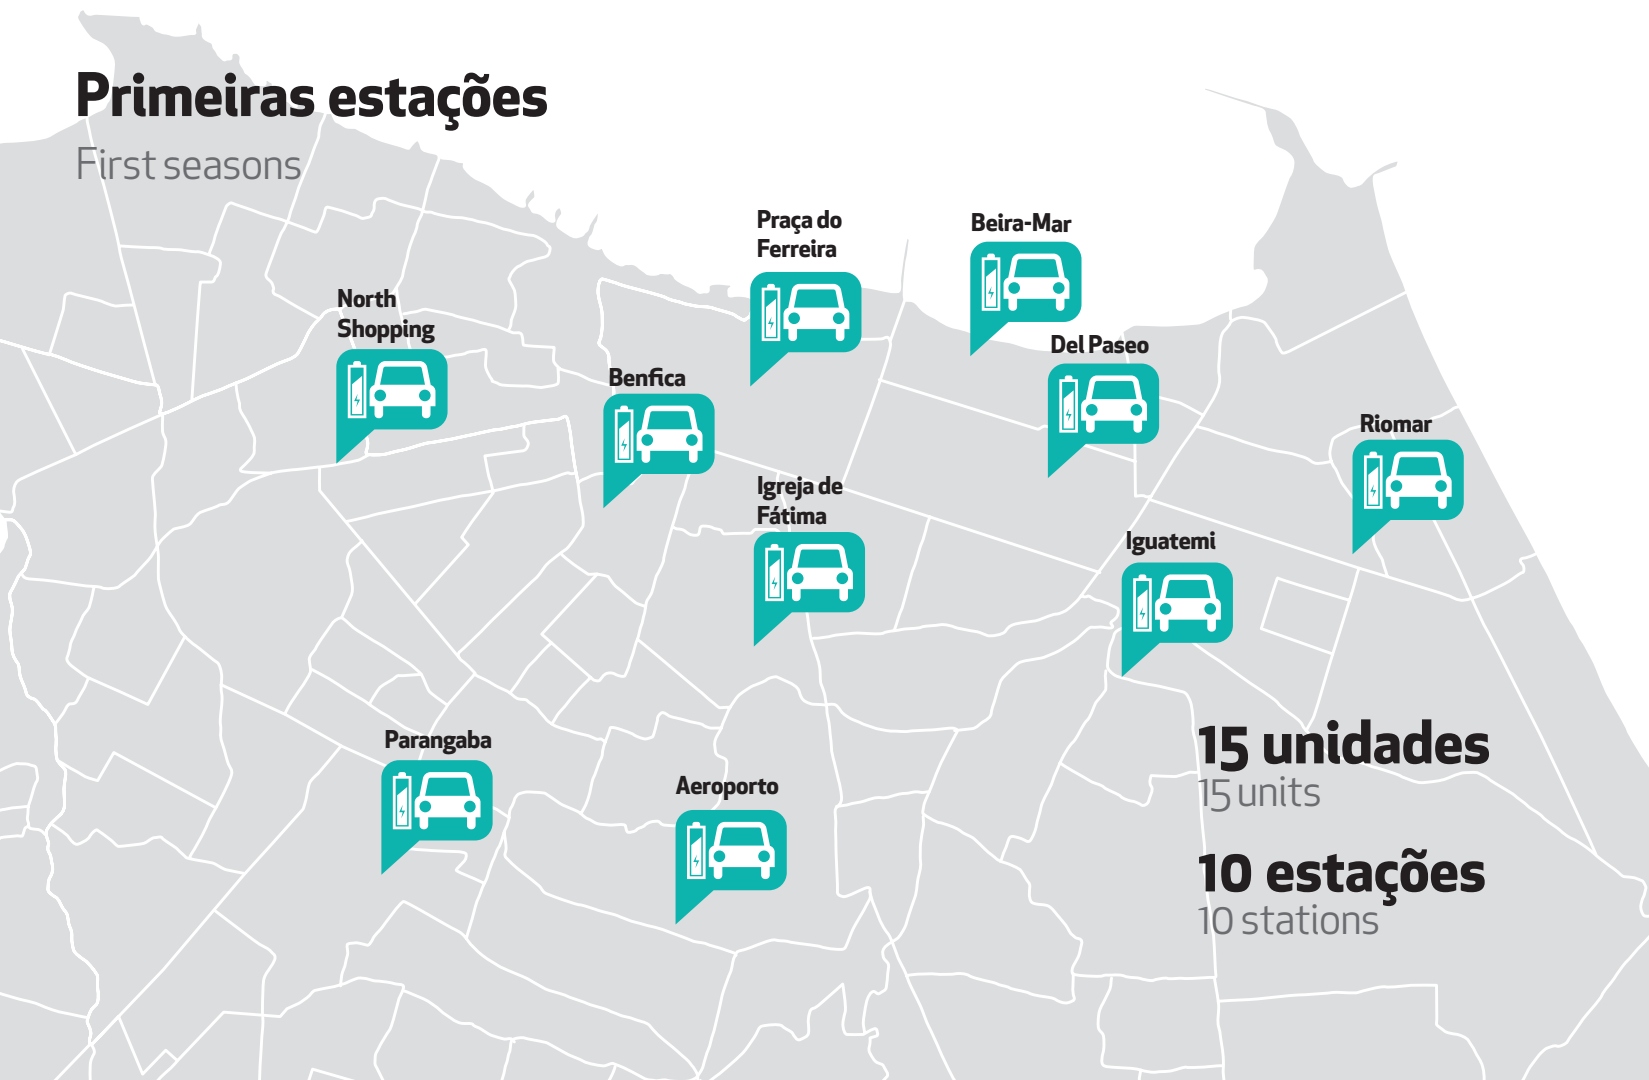 Primeiras estações
First seasons
Praça do
Ferreira
Beira-Mar
North
Shopping
Del Paseo
Benfica
Riomar
Igreja de
Fátima
Iguatemi
Parangaba
Aeroporto
15 unidades
15 units
10 estações
10 stations